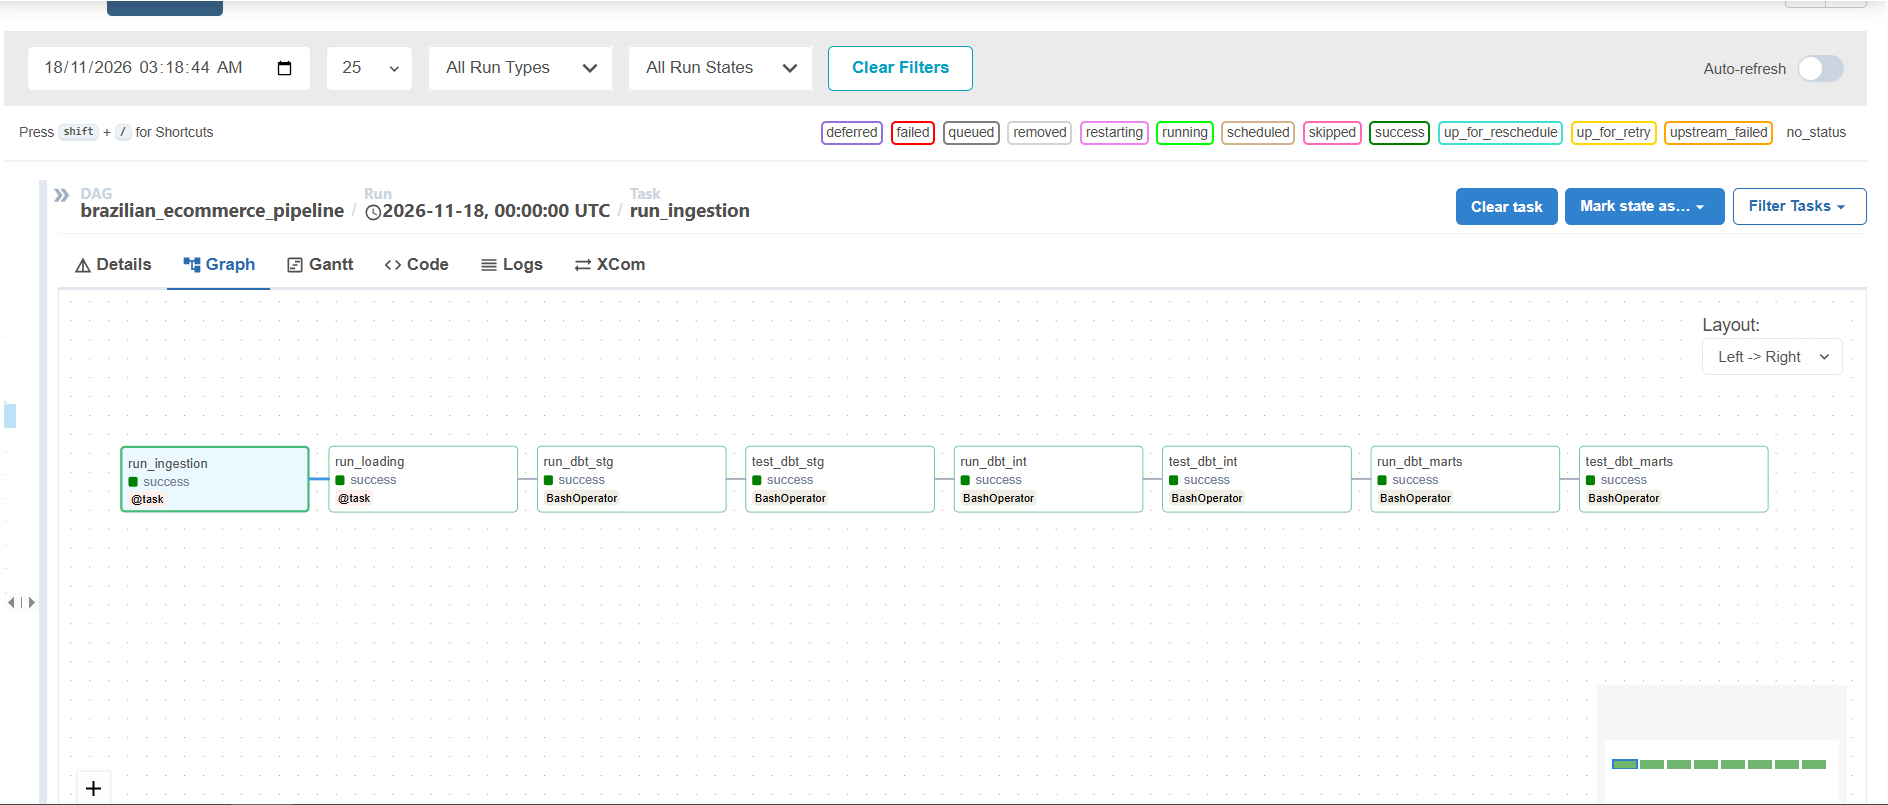 18/11/2026 03:18:44 AM 25 All Run Types All Run States Clear Filters Auto-refresh
Press shift + / for Shortcuts deferred failed queued removed restarting running scheduled skipped success up_for_reschedule up_for_retry upstream_failed no_status
DAG Run Task
brazilian_ecommerce_pipeline / 2026-11-18, 00:00:00 UTC / run_ingestion Clear task Mark state as... Filter Tasks
Details Graph Gantt <> Code Logs XCom
Layout:
Left -> Right
run_ingestion
success
@task
run_loading
success
@task
run_dbt_stg
success
BashOperator
test_dbt_stg
success
BashOperator
run_dbt_int
success
BashOperator
test_dbt_int
success
BashOperator
run_dbt_marts
success
BashOperator
test_dbt_marts
success
BashOperator
+